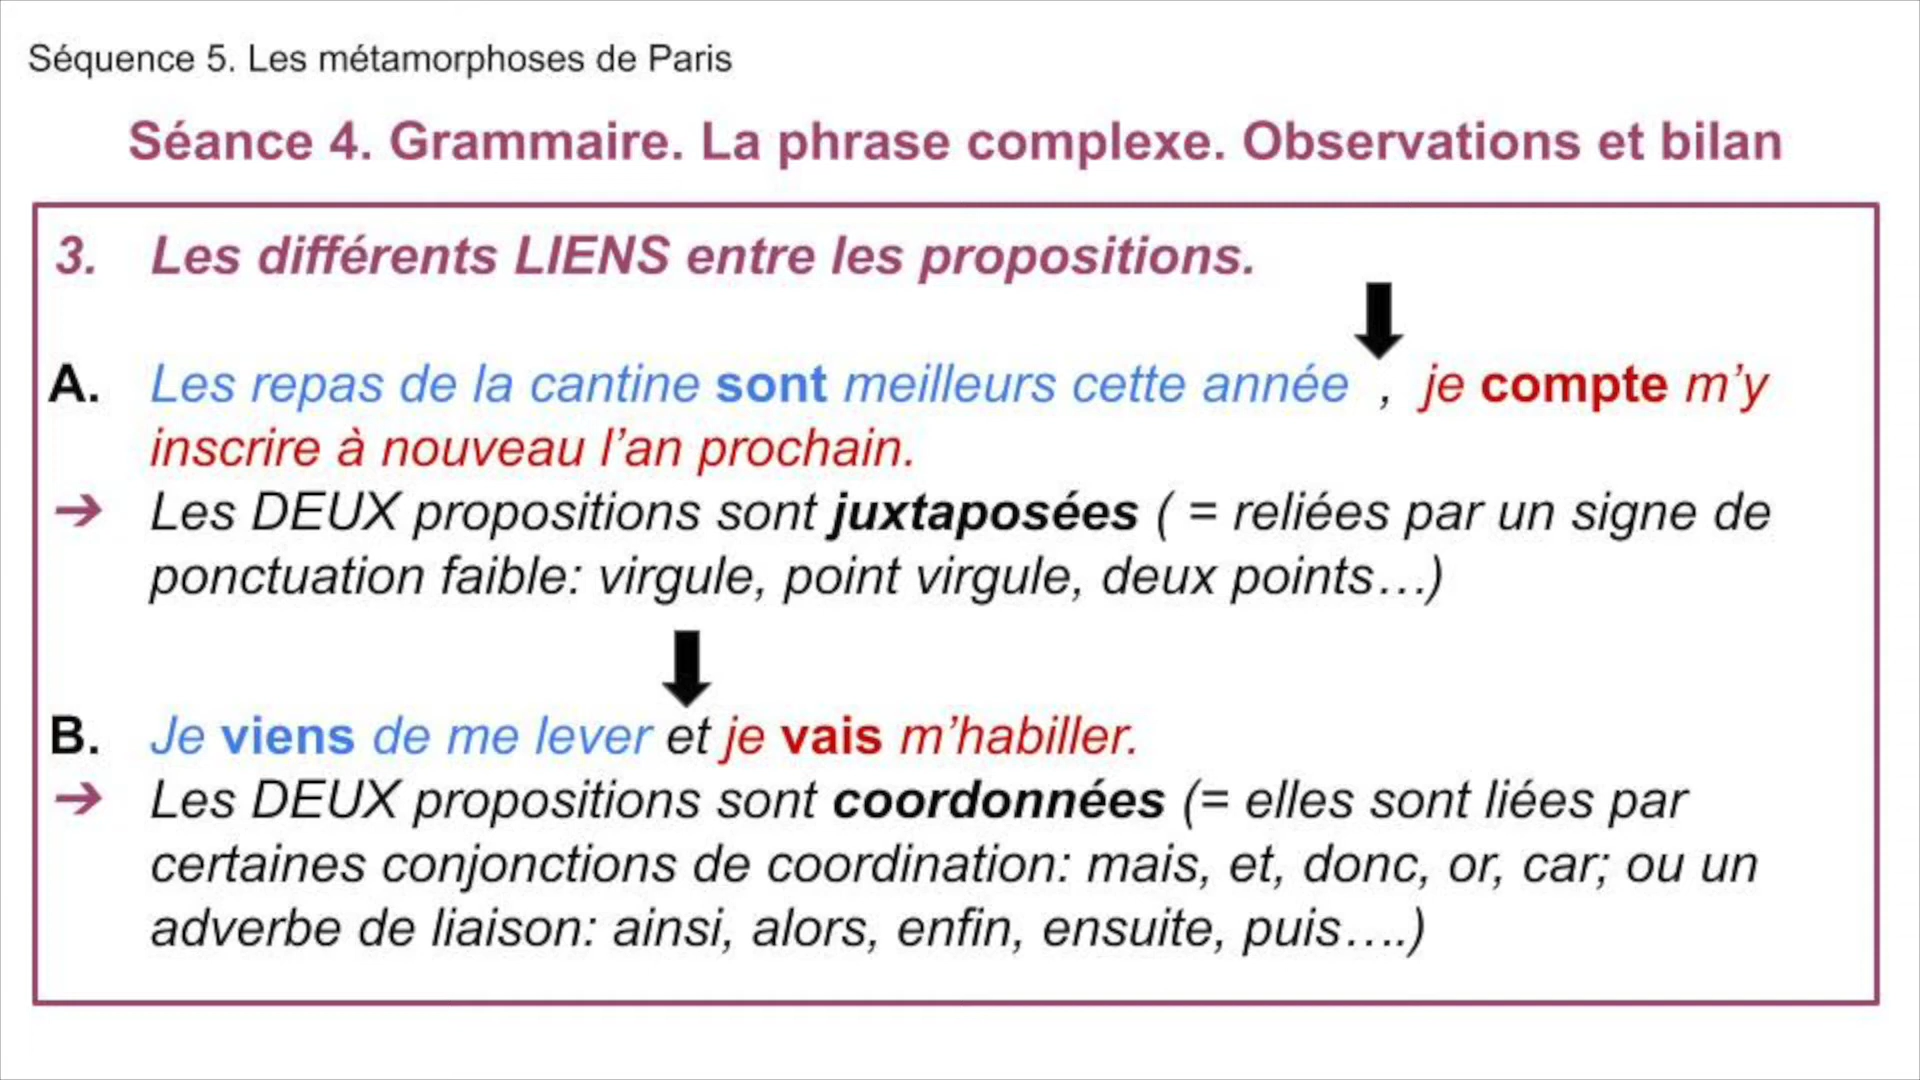 Séquence 5. Les métamorphoses de Paris
Séance 4. Grammaire. La phrase complexe. Observations et bilan
3. Les différents LIENS entre les propositions.
A. Les repas de la cantine sont meilleurs cette année , je compte m’y
inscrire à nouveau l’an prochain.
➔ Les DEUX propositions sont juxtaposées ( = reliées par un signe de
ponctuation faible: virgule, point virgule, deux points…)
B. Je viens de me lever et je vais m’habiller.
➔ Les DEUX propositions sont coordonnées (= elles sont liées par
certaines conjonctions de coordination: mais, et, donc, or, car; ou un
adverbe de liaison: ainsi, alors, enfin, ensuite, puis….)